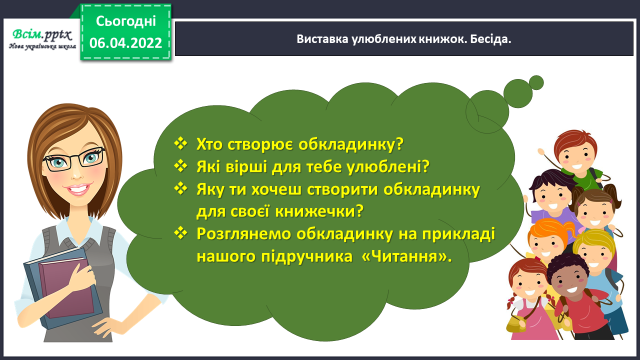 Всім.pptx
Нова українська школа
Сьогодні
06.04.2022
Виставка улюблених книжок. Бесіда.
❖ Хто створює обкладинку?
❖ Які вірші для тебе улюблені?
❖ Яку ти хочеш створити обкладинку
для своєї книжечки?
❖ Розглянемо обкладинку на прикладі
нашого підручника «Читання».